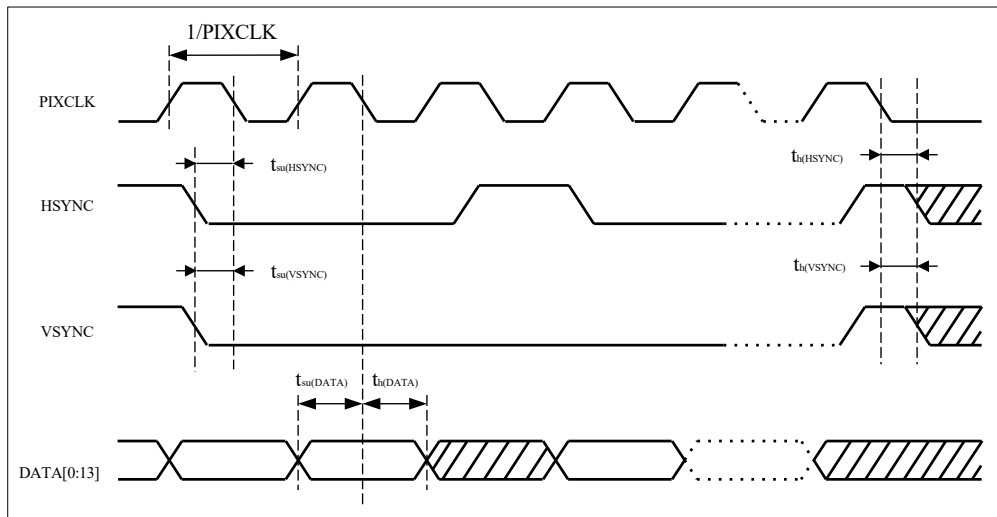 1/PIXCLK
PIXCLK
tsu(HSYNC)
th(HSYNC)
HSYNC
tsu(VSYNC)
th(VSYNC)
VSYNC
tsu(DATA)
th(DATA)
DATA[0:13]